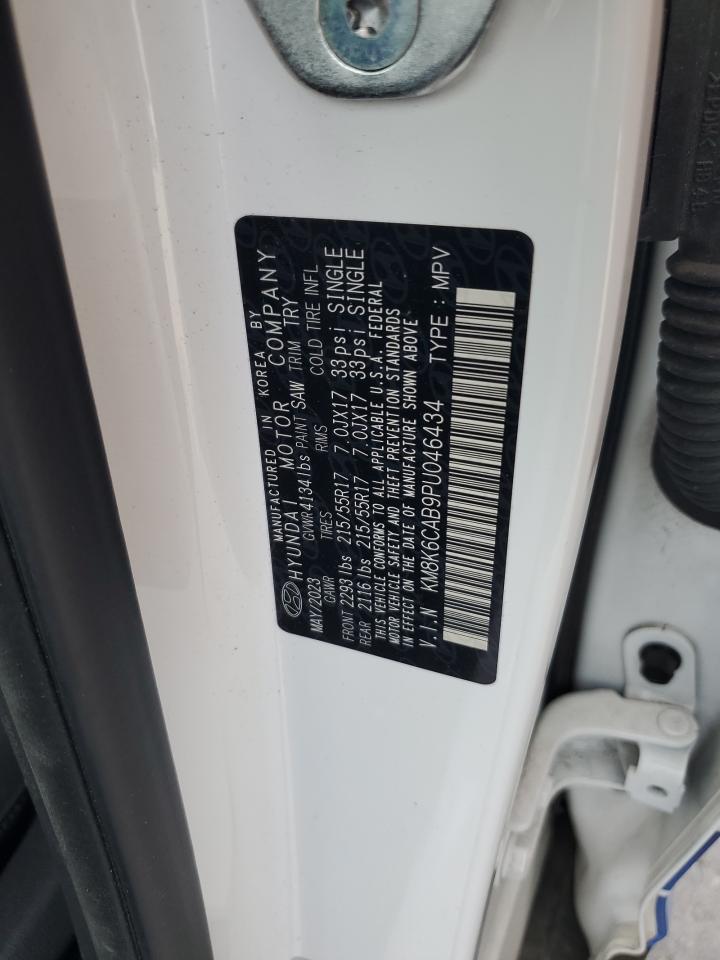 MANUFACTURED IN KOREA BY
HYUNDAI MOTOR COMPANY
MAY/2023 GVWR 4134 lbs PAINT SAW TRIM TRY
GAWR TIRES RIMS COLD TIRE INFL
FRONT 2293 lbs 215/55R17 7.0JX17 33psi SINGLE
REAR 2116 lbs 215/55R17 7.0JX17 33psi SINGLE
THIS VEHICLE CONFORMS TO ALL APPLICABLE U.S.A. FEDERAL
MOTOR VEHICLE SAFETY AND THEFT PREVENTION STANDARDS
IN EFFECT ON THE DATE OF MANUFACTURE SHOWN ABOVE
V.I.N KM8K6CAB9PU046434 TYPE : MPV